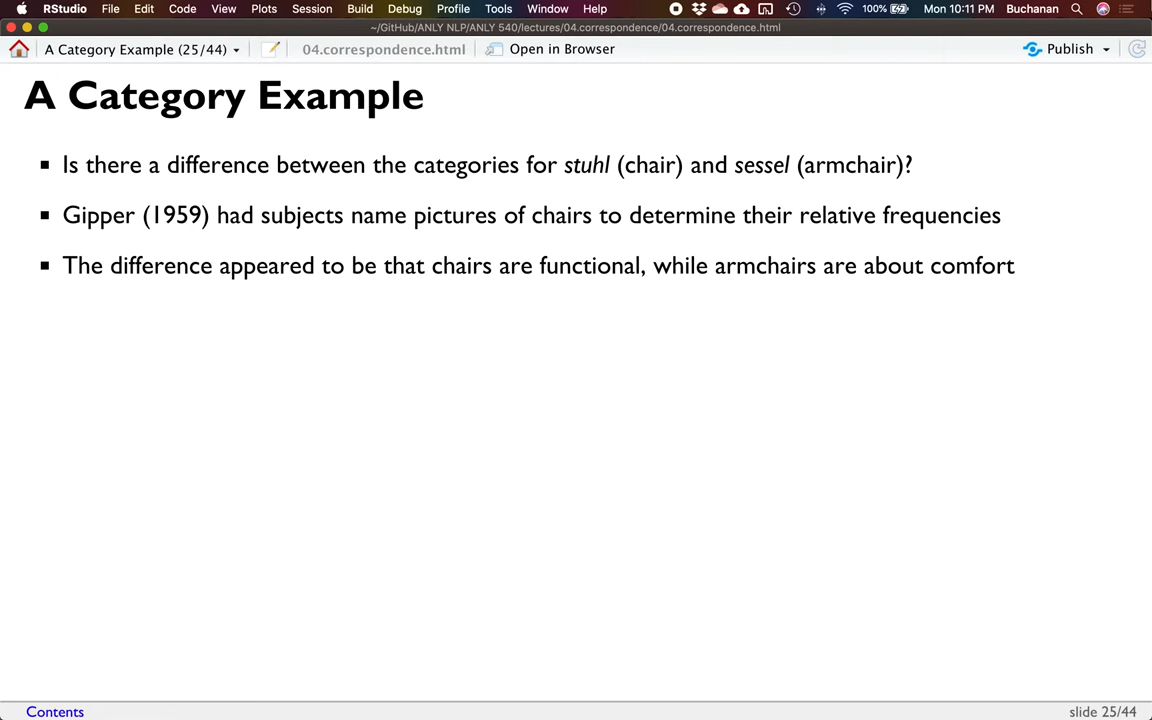 RStudio File Edit Code View Plots Session Build Debug Profile Tools Window Help 100% Mon 10:11 PM Buchanan
~/GitHub/ANLY NLP/ANLY 540/lectures/04.correspondence/04.correspondence.html
A Category Example (25/44) 04.correspondence.html Open in Browser Publish
A Category Example
Is there a difference between the categories for stuhl (chair) and sessel (armchair)?
Gipper (1959) had subjects name pictures of chairs to determine their relative frequencies
The difference appeared to be that chairs are functional, while armchairs are about comfort
Contents slide 25/44